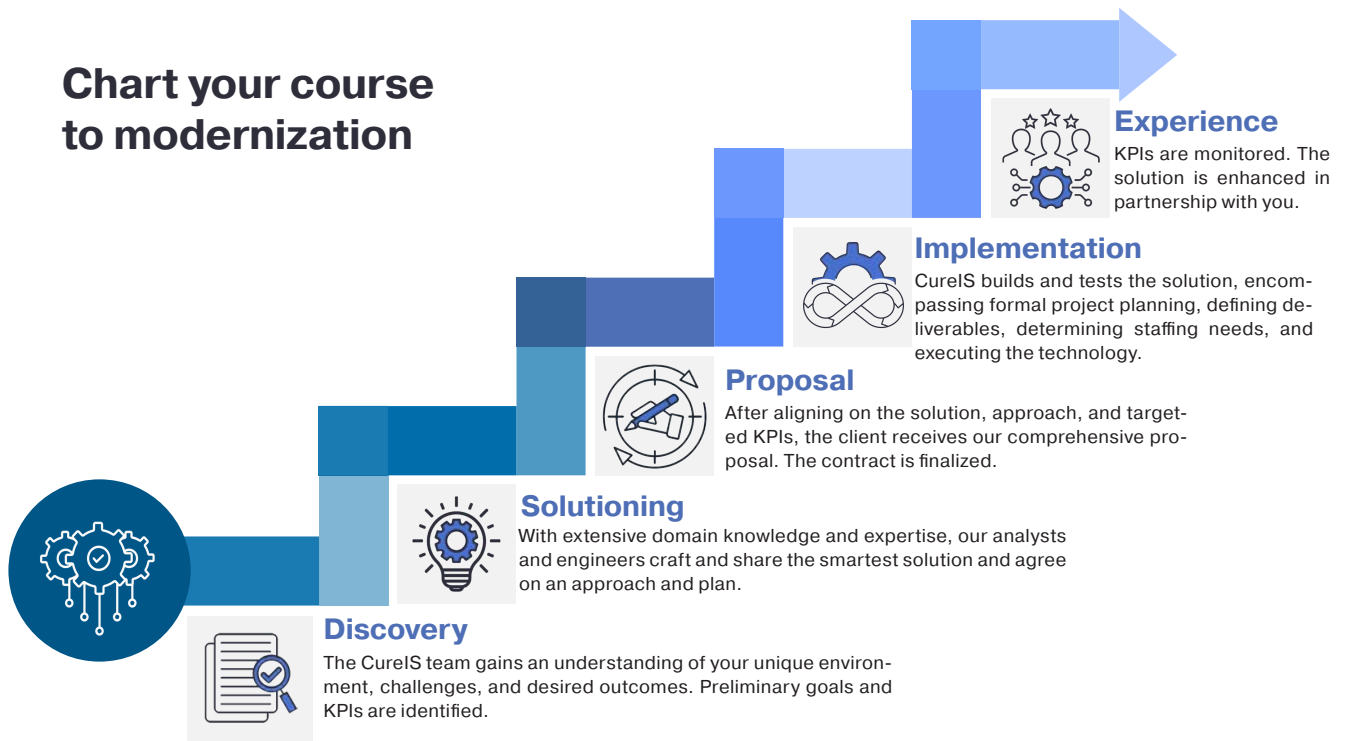 Chart your course
to modernization
Experience
KPIs are monitored. The
solution is enhanced in
partnership with you.
Implementation
CureIS builds and tests the solution, encom-
passing formal project planning, defining de-
liverables, determining staffing needs, and
executing the technology.
Proposal
After aligning on the solution, approach, and target-
ed KPIs, the client receives our comprehensive pro-
posal. The contract is finalized.
Solutioning
With extensive domain knowledge and expertise, our analysts
and engineers craft and share the smartest solution and agree
on an approach and plan.
Discovery
The CureIS team gains an understanding of your unique environ-
ment, challenges, and desired outcomes. Preliminary goals and
KPIs are identified.